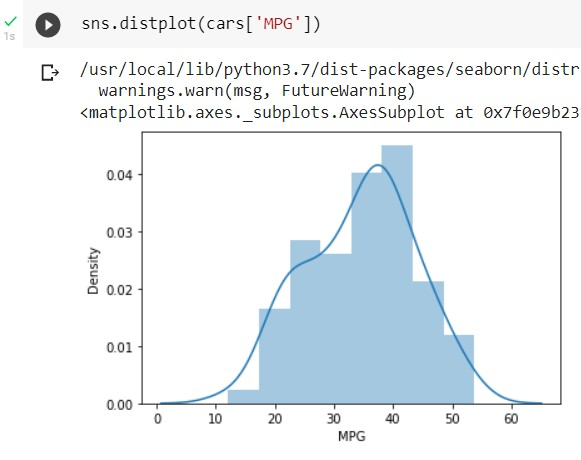 1s
sns.distplot(cars['MPG'])
/usr/local/lib/python3.7/dist-packages/seaborn/distr
warnings.warn(msg, FutureWarning)
<matplotlib.axes._subplots.AxesSubplot at 0x7f0e9b23
0.04
0.03
0.02
0.01
0.00
Density
0 10 20 30 40 50 60
MPG